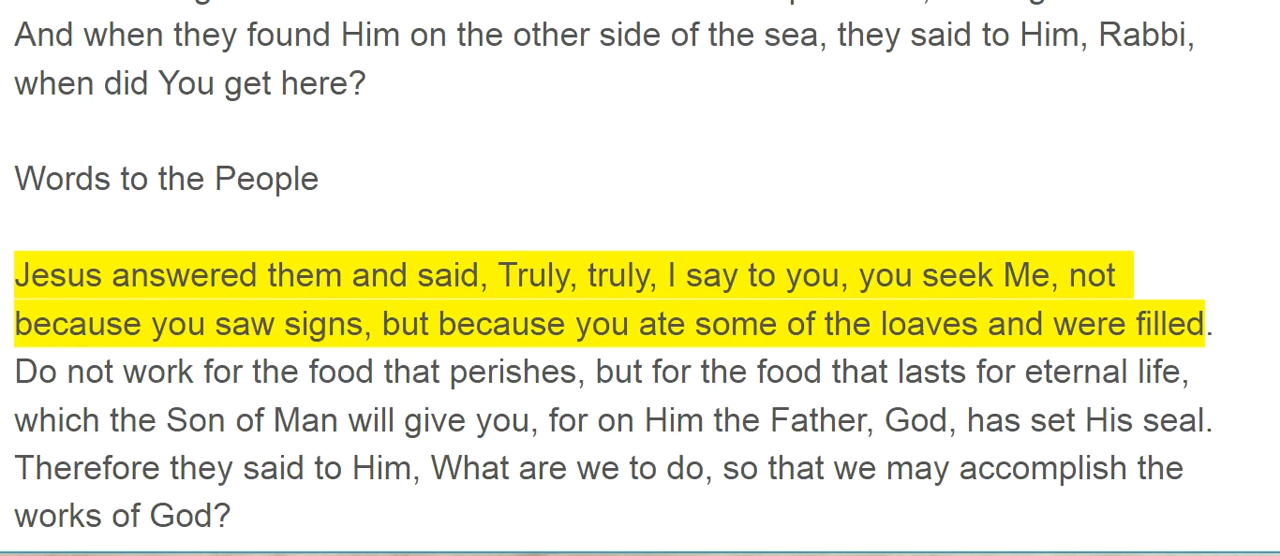 And when they found Him on the other side of the sea, they said to Him, Rabbi,
when did You get here?
Words to the People
Jesus answered them and said, Truly, truly, I say to you, you seek Me, not
because you saw signs, but because you ate some of the loaves and were filled.
Do not work for the food that perishes, but for the food that lasts for eternal life,
which the Son of Man will give you, for on Him the Father, God, has set His seal.
Therefore they said to Him, What are we to do, so that we may accomplish the
works of God?